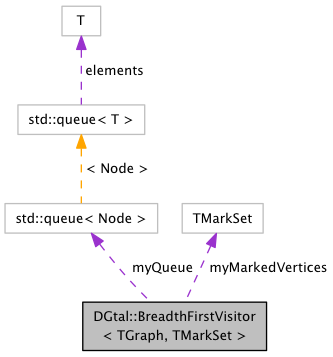 T
elements
std::queue< T >
< Node >
std::queue< Node >
TMarkSet
myQueue
myMarkedVertices
DGtal::BreadthFirstVisitor
< TGraph, TMarkSet >